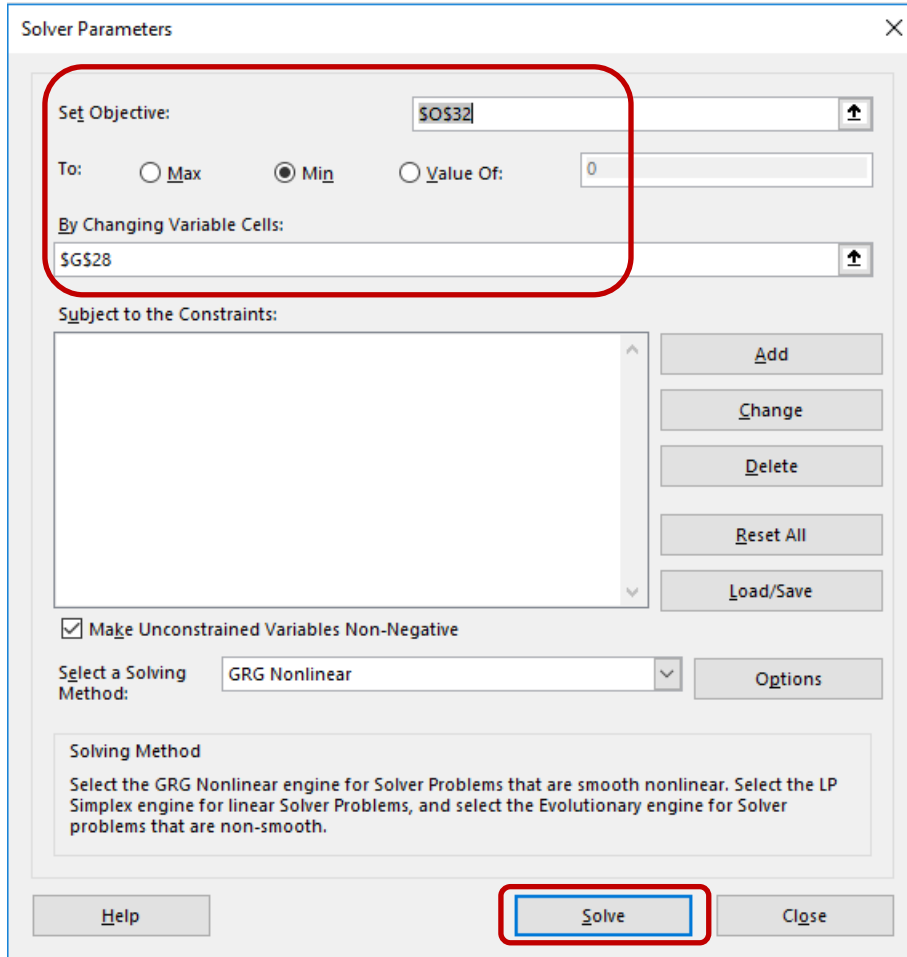 Solver Parameters
Set Objective: $O$32
To: Max Min Value Of: 0
By Changing Variable Cells:
$G$28
Subject to the Constraints:
Add
Change
Delete
Reset All
Load/Save
Make Unconstrained Variables Non-Negative
Select a Solving
Method:
GRG Nonlinear
Options
Solving Method
Select the GRG Nonlinear engine for Solver Problems that are smooth nonlinear. Select the LP
Simplex engine for linear Solver Problems, and select the Evolutionary engine for Solver
problems that are non-smooth.
Help Solve Close